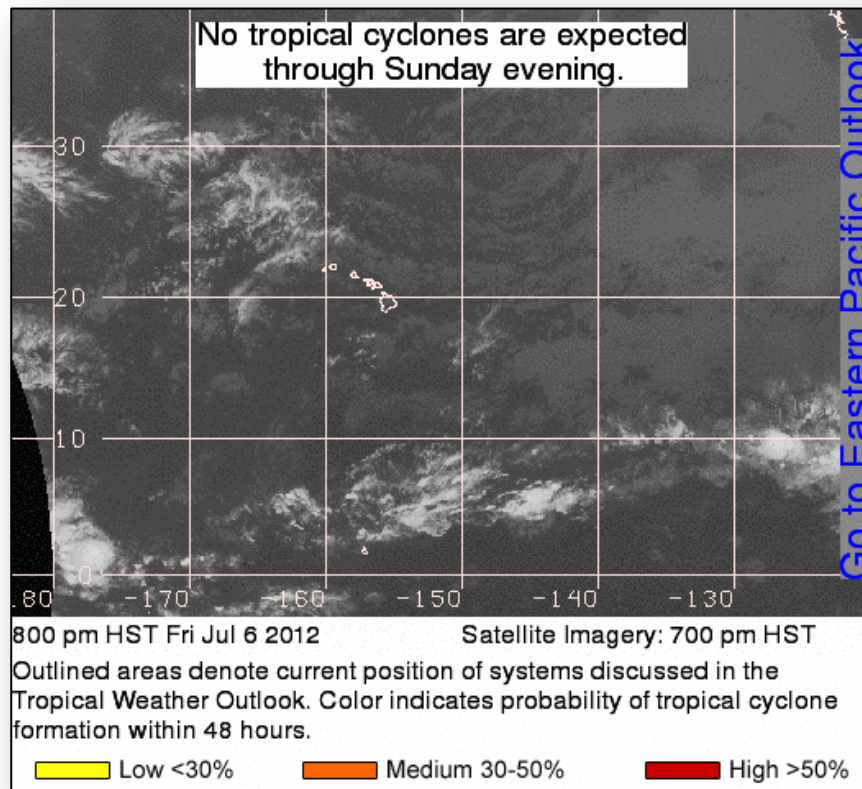 No tropical cyclones are expected
through Sunday evening.
Go to Eastern Pacific Outlook
30
20
10
0
.80 -170 -160 -150 -140 -130
800 pm HST Fri Jul 6 2012 Satellite Imagery: 700 pm HST
Outlined areas denote current position of systems discussed in the
Tropical Weather Outlook. Color indicates probability of tropical cyclone
formation within 48 hours.
Low <30% Medium 30-50% High >50%